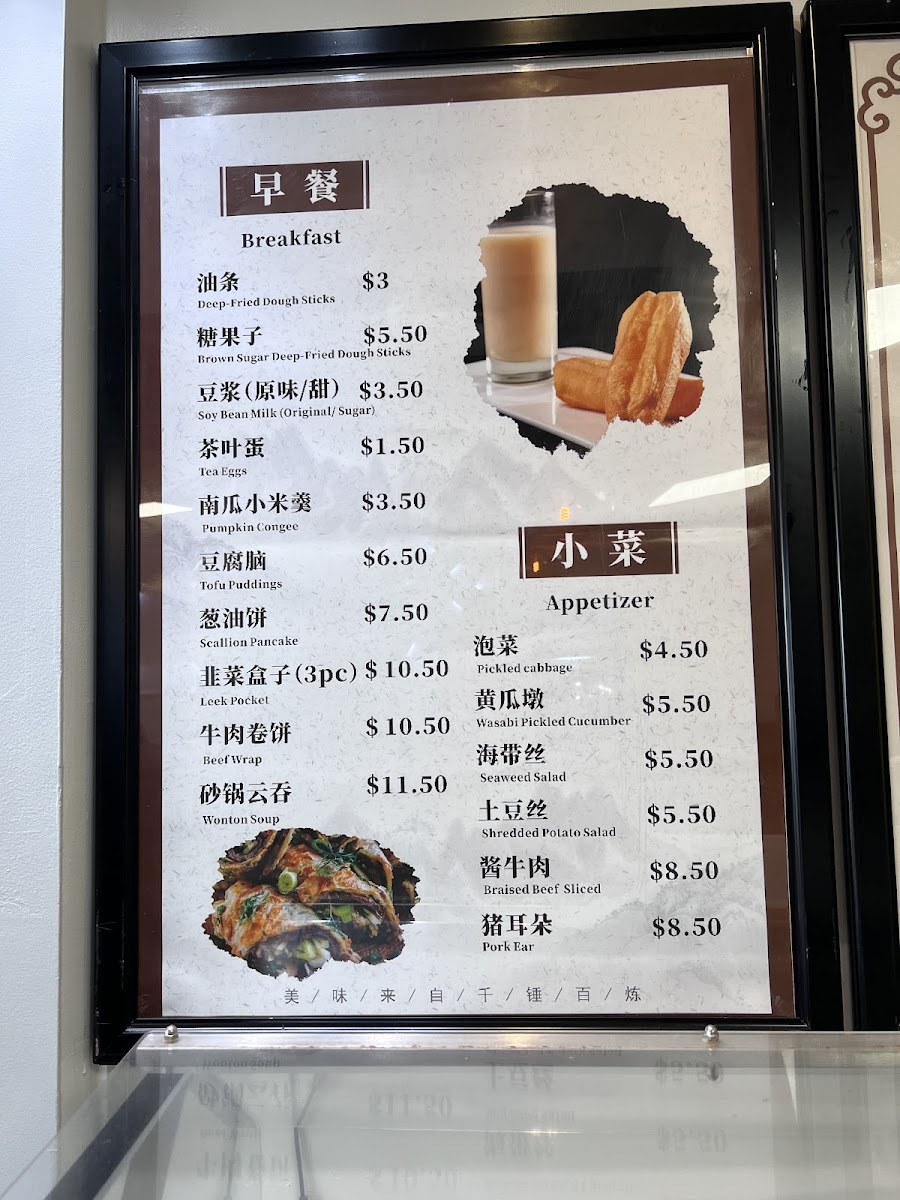 早餐
Breakfast
油条 $3
Deep-Fried Dough Sticks
糖果子 $5.50
Brown Sugar Deep-Fried Dough Sticks
豆浆(原味/甜) $3.50
Soy Bean Milk (Original/ Sugar)
茶叶蛋 $1.50
Tea Eggs
南瓜小米羹 $3.50
Pumpkin Congee
豆腐脑 $6.50
Tofu Puddings
葱油饼 $7.50
Scallion Pancake
韭菜盒子(3pc) $10.50
Leek Pocket
牛肉卷饼 $10.50
Beef Wrap
砂锅云吞 $11.50
Wonton Soup
小菜
Appetizer
泡菜 $4.50
Pickled cabbage
黄瓜墩 $5.50
Wasabi Pickled Cucumber
海带丝 $5.50
Seaweed Salad
土豆丝 $5.50
Shredded Potato Salad
酱牛肉 $8.50
Braised Beef Sliced
猪耳朵 $8.50
Pork Ear
美/味/来/自/千/锤/百/炼